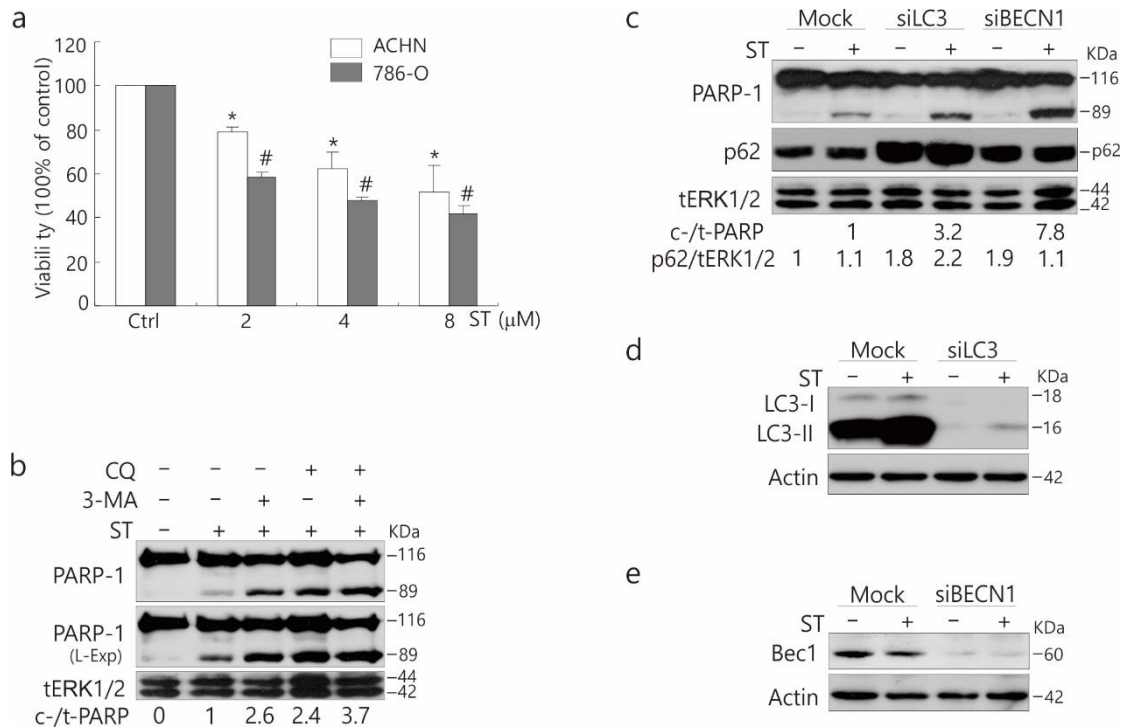 a
120
100
80
60
40
20
0
Viabili ty (100% of control)
ACHN
786-O
* * *
# # #
Ctrl 2 4 8 ST (μM)
b
CQ – – – + +
3-MA – – + – +
ST – + + + + KDa
PARP-1 –116
–89
PARP-1 –116
(L-Exp) –89
tERK1/2 –44
–42
c-/t-PARP 0 1 2.6 2.4 3.7
c
Mock siLC3 siBECN1
ST – + – + – + KDa
PARP-1 –116
–89
p62 –p62
tERK1/2 –44
–42
c-/t-PARP 1 3.2 7.8
p62/tERK1/2 1 1.1 1.8 2.2 1.9 1.1
d
Mock siLC3
ST – + – + KDa
LC3-I –18
LC3-II –16
Actin –42
e
Mock siBECN1
ST – + – + KDa
Bec1 –60
Actin –42